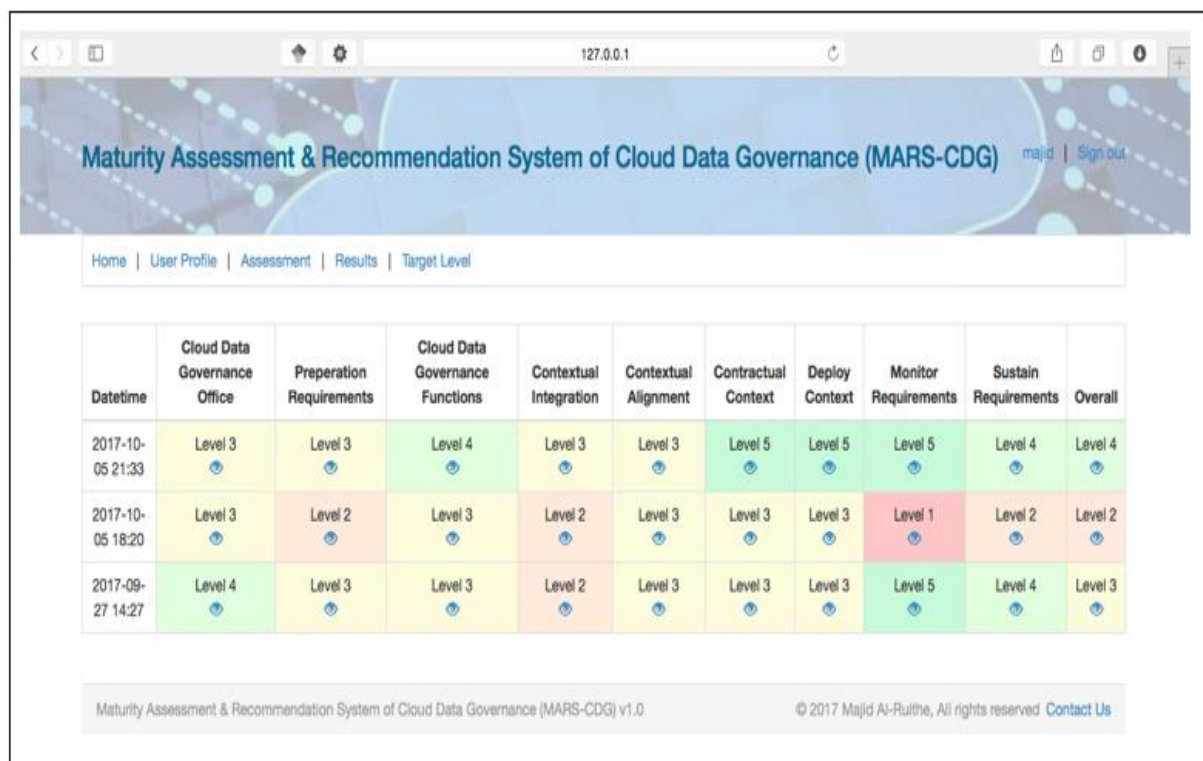 127.0.0.1
Maturity Assessment & Recommendation System of Cloud Data Governance (MARS-CDG)
majid | Sign out
Home | User Profile | Assessment | Results | Target Level
Datetime
Cloud Data
Governance
Office
Preperation
Requirements
Cloud Data
Governance
Functions
Contextual
Integration
Contextual
Alignment
Contractual
Context
Deploy
Context
Monitor
Requirements
Sustain
Requirements
Overall
2017-10-
05 21:33
Level 3
Level 3
Level 4
Level 3
Level 3
Level 5
Level 5
Level 5
Level 4
Level 4
2017-10-
05 18:20
Level 3
Level 2
Level 3
Level 2
Level 3
Level 3
Level 3
Level 1
Level 2
Level 2
2017-09-
27 14:27
Level 4
Level 3
Level 3
Level 2
Level 3
Level 3
Level 3
Level 5
Level 4
Level 3
Maturity Assessment & Recommendation System of Cloud Data Governance (MARS-CDG) v1.0
© 2017 Majid Al-Ruithe, All rights reserved Contact Us